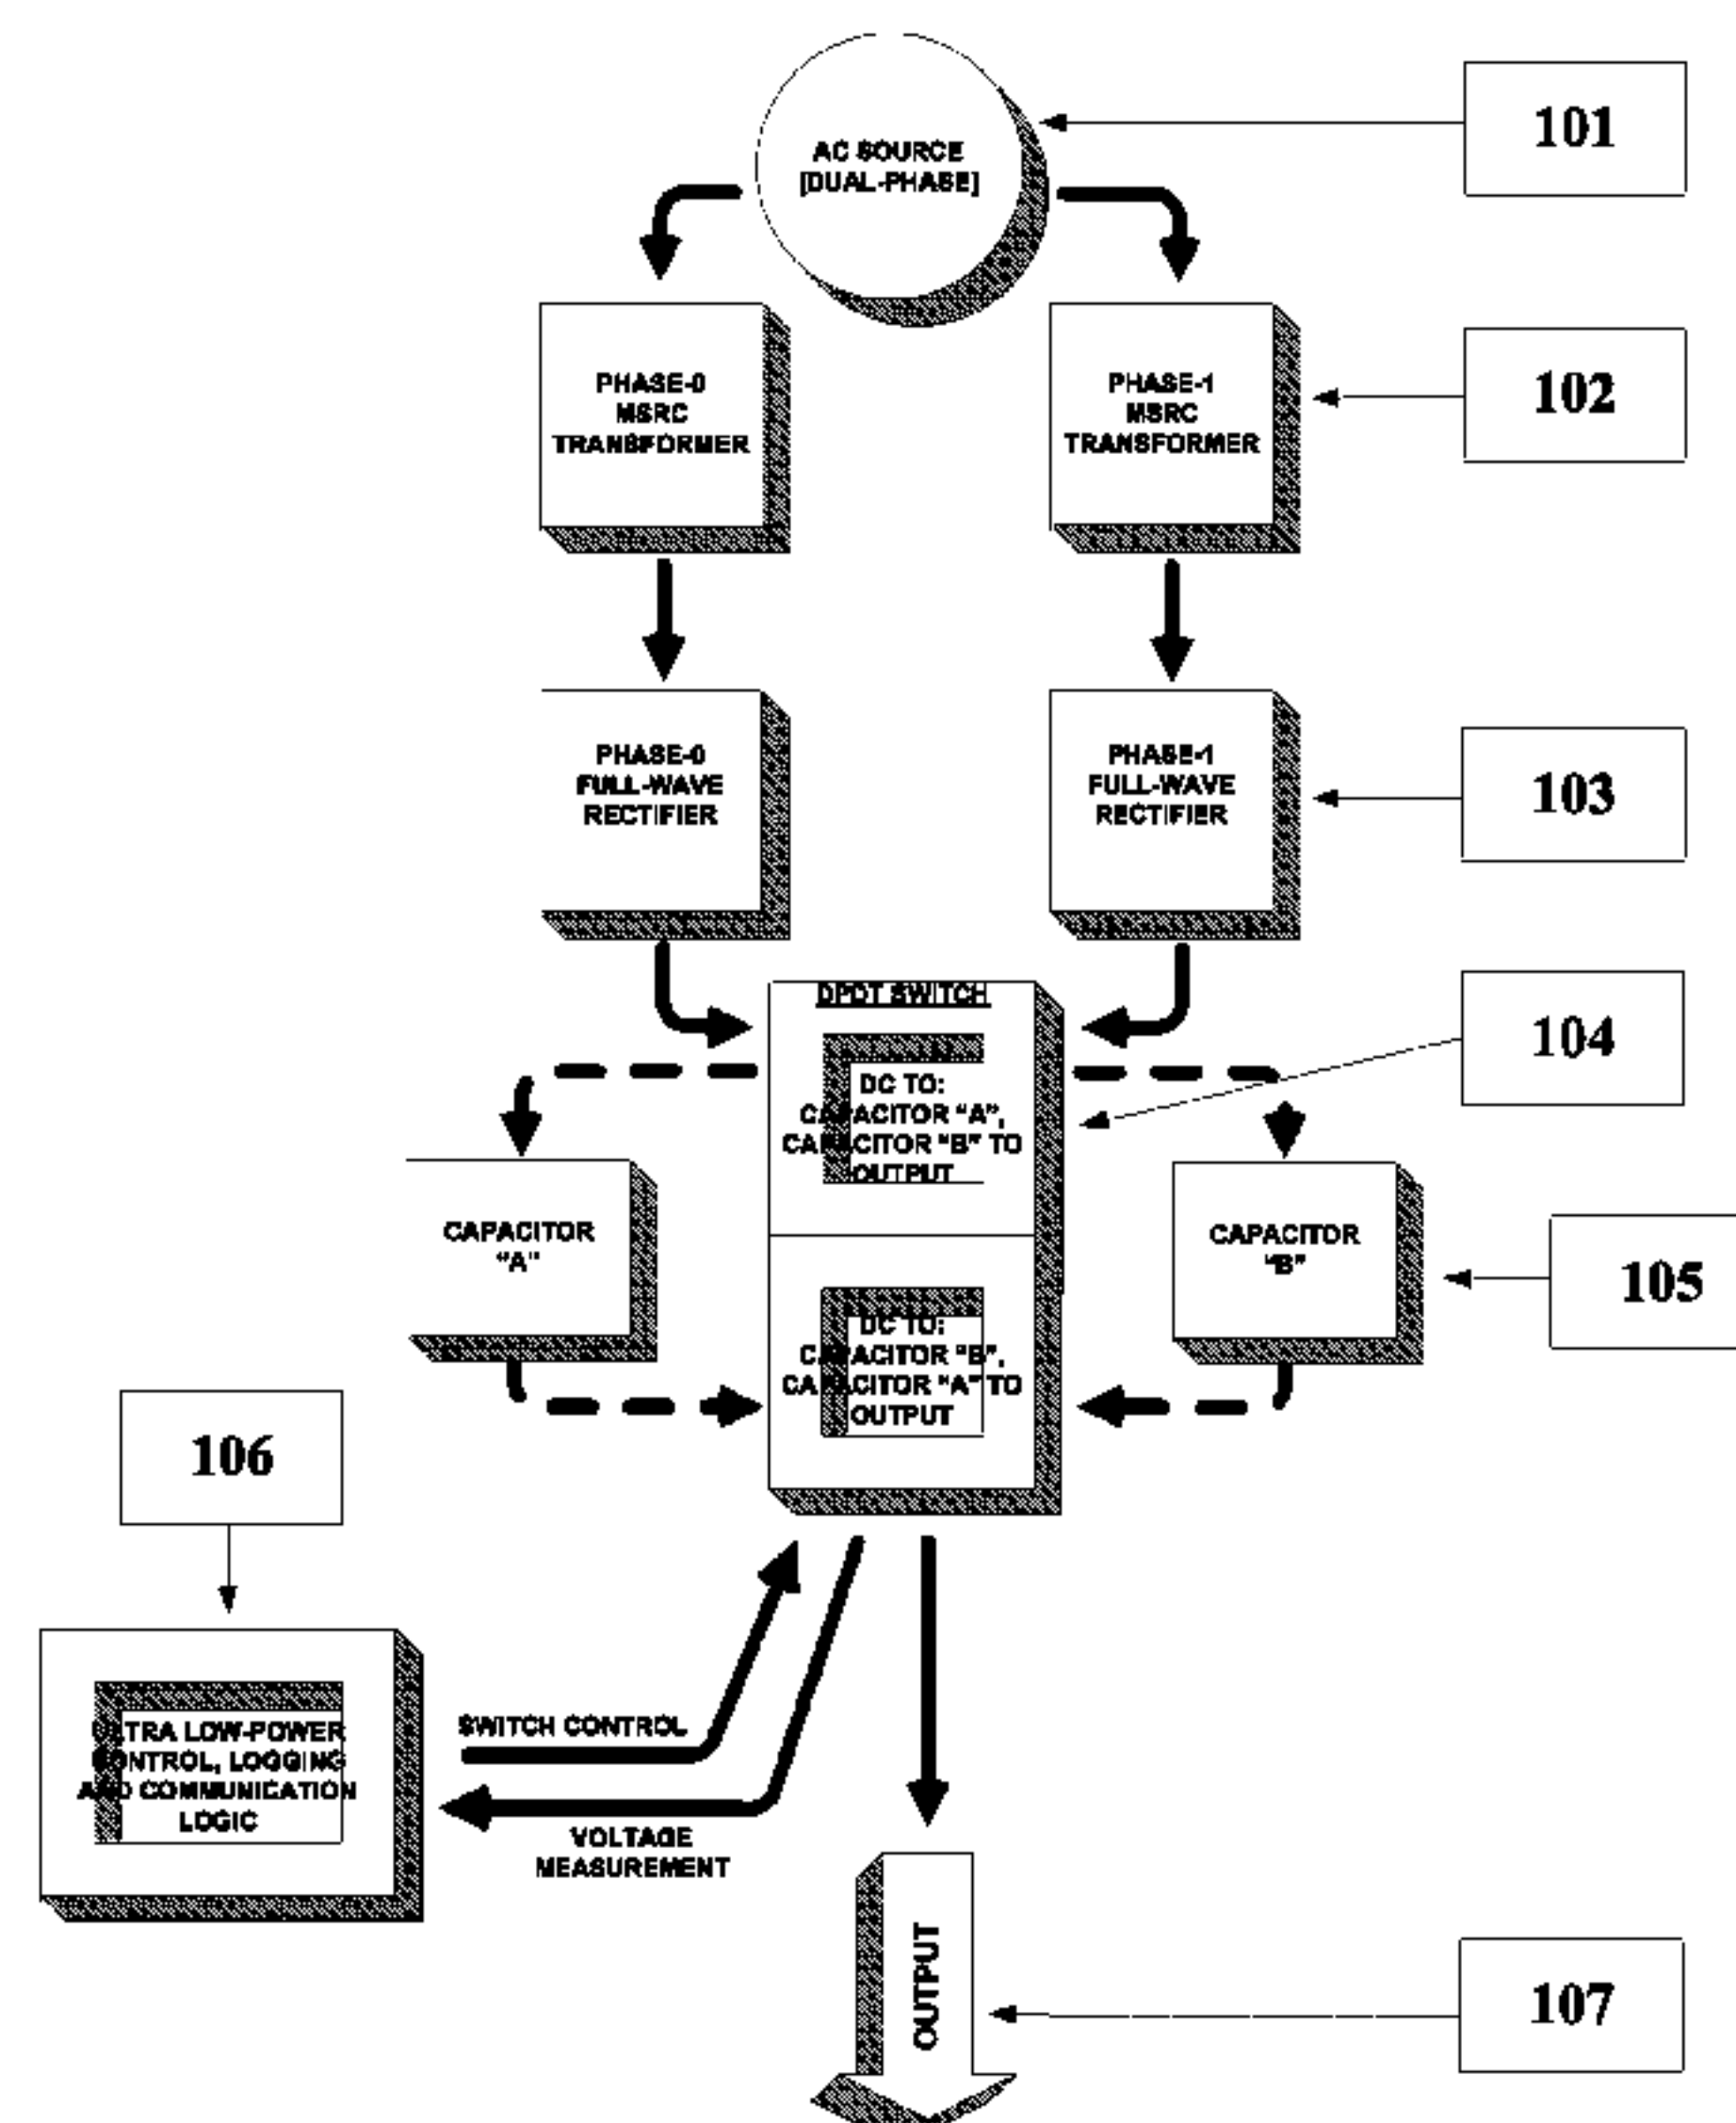 AC SOURCE
[DUAL-PHASE]
101
PHASE-0
MSRC
TRANSFORMER
PHASE-1
MSRC
TRANSFORMER
102
PHASE-0
FULL-WAVE
RECTIFIER
PHASE-1
FULL-WAVE
RECTIFIER
103
DPDT SWITCH
DC TO:
CAPACITOR "A",
CAPACITOR "B" TO
OUTPUT
104
CAPACITOR
"A"
CAPACITOR
"B"
105
DC TO:
CAPACITOR "B",
CAPACITOR "A" TO
OUTPUT
106
ULTRA LOW-POWER
CONTROL, LOGGING
AND COMMUNICATION
LOGIC
SWITCH CONTROL
VOLTAGE
MEASUREMENT
OUTPUT
107